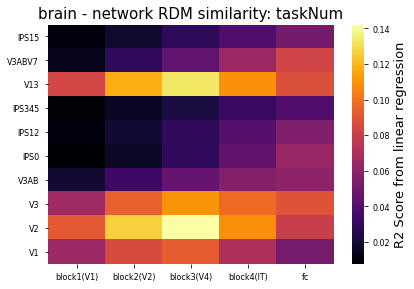 brain - network RDM similarity: taskNum
IPS15
V3ABV7
V13
IPS345
IPS12
IPS0
V3AB
V3
V2
V1
block1(V1) block2(V2) block3(V4) block4(IT) fc
0.14
0.12
0.10
0.08
0.06
0.04
0.02
R2 Score from linear regression